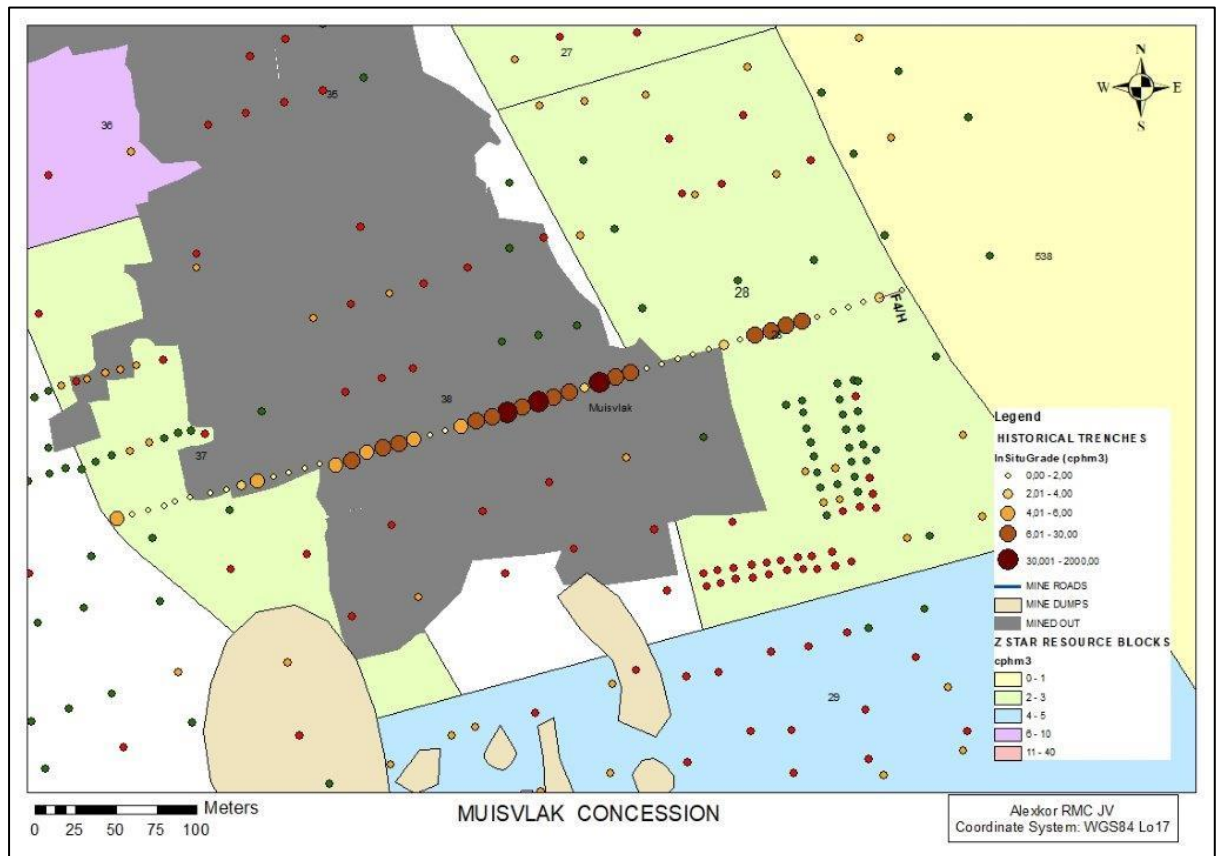 27
35
36
N
W E
S
538
28
F4/H
38
Muisvlak
37
29
Legend
HISTORICAL TRENCHES
InSituGrade (cphm3)
0,00 - 2,00
2,01 - 4,00
4,01 - 6,00
6,01 - 30,00
30,001 - 2000,00
MINE ROADS
MINE DUMPS
MINED OUT
Z STAR RESOURCE BLOCKS
cphm3
0 - 1
2 - 3
4 - 5
6 - 10
11 - 40
Meters
0 25 50 75 100
MUISVLAK CONCESSION
Alexkor RMC JV
Coordinate System: WGS84 Lo17